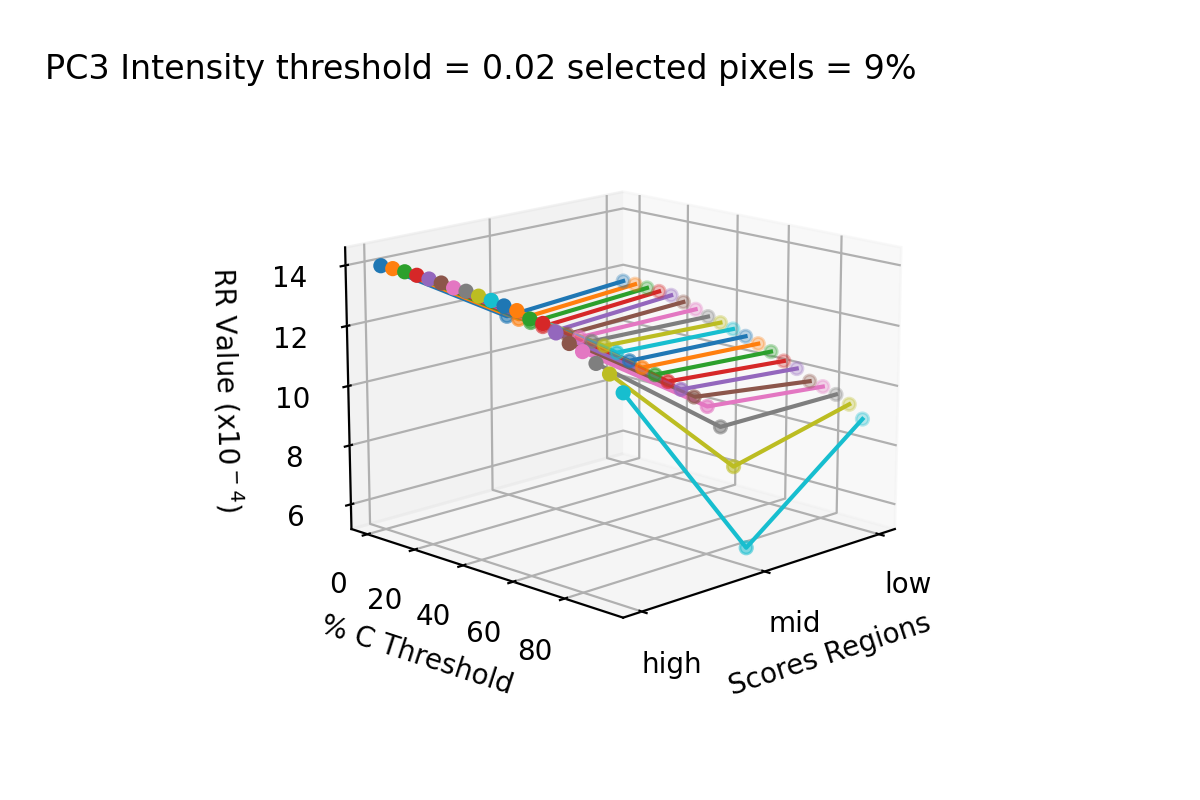 PC3 Intensity threshold = 0.02 selected pixels = 9%
14
12
10
8
6
RR Value (x10⁻⁴)
0
20
40
60
80
% C Threshold
high
mid
low
Scores Regions